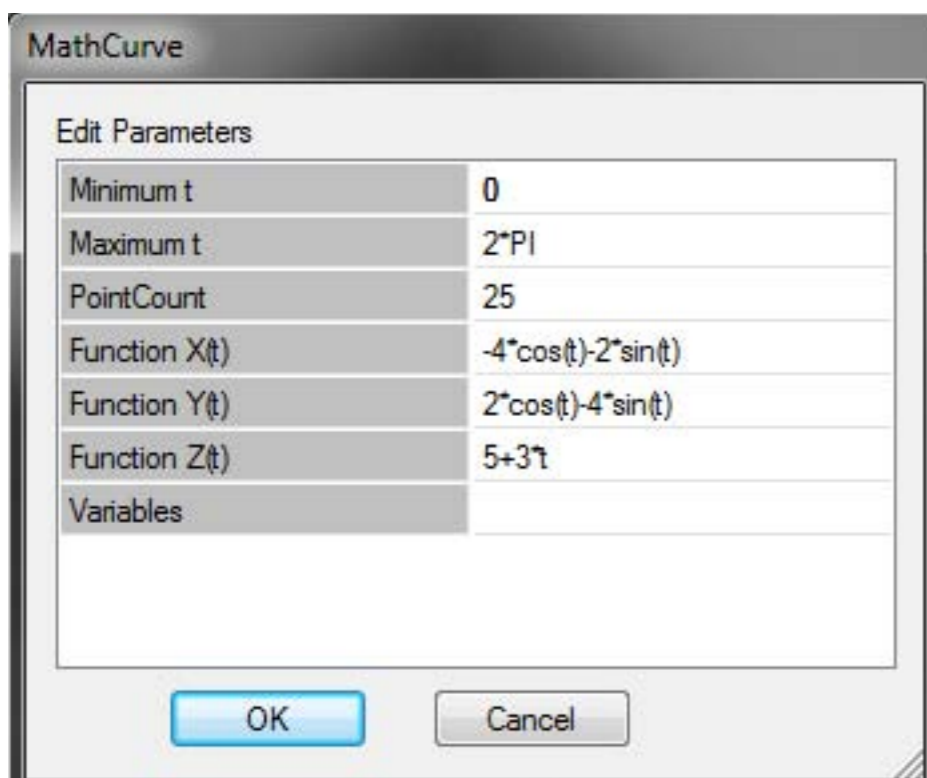 MathCurve
Edit Parameters
Minimum t 0
Maximum t 2*PI
PointCount 25
Function X(t) -4*cos(t)-2*sin(t)
Function Y(t) 2*cos(t)-4*sin(t)
Function Z(t) 5+3*t
Variables
OK Cancel